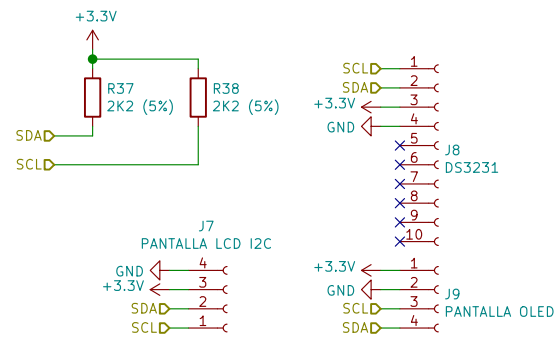 +3.3V
R37
2K2 (5%)
R38
2K2 (5%)
SDA
SCL
SCL 1
SDA 2
+3.3V 3
GND 4
5
6
7
8
9
10
J8
DS3231
J7
PANTALLA LCD I2C
GND 4
+3.3V 3
SDA 2
SCL 1
+3.3V 1
GND 2
SCL 3
SDA 4
J9
PANTALLA OLED